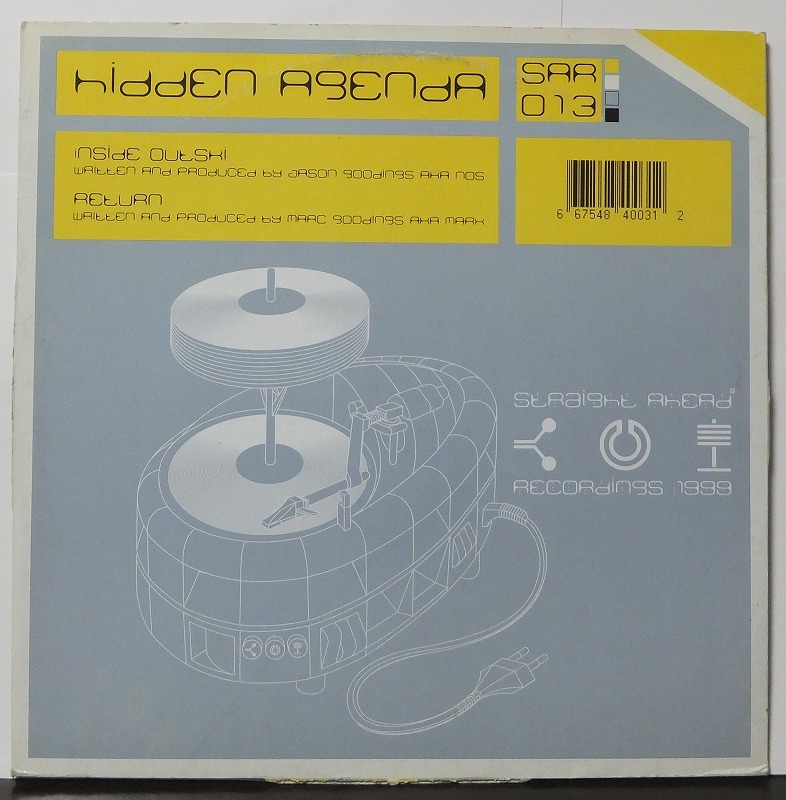 Hidden Agenda
SAR
013
inside outski
written and produced by Jason Goodings aka Nos
Return
written and produced by Marc Goodings aka Mark
6 67548 40031 2
Straight Ahead
Recordings 1999